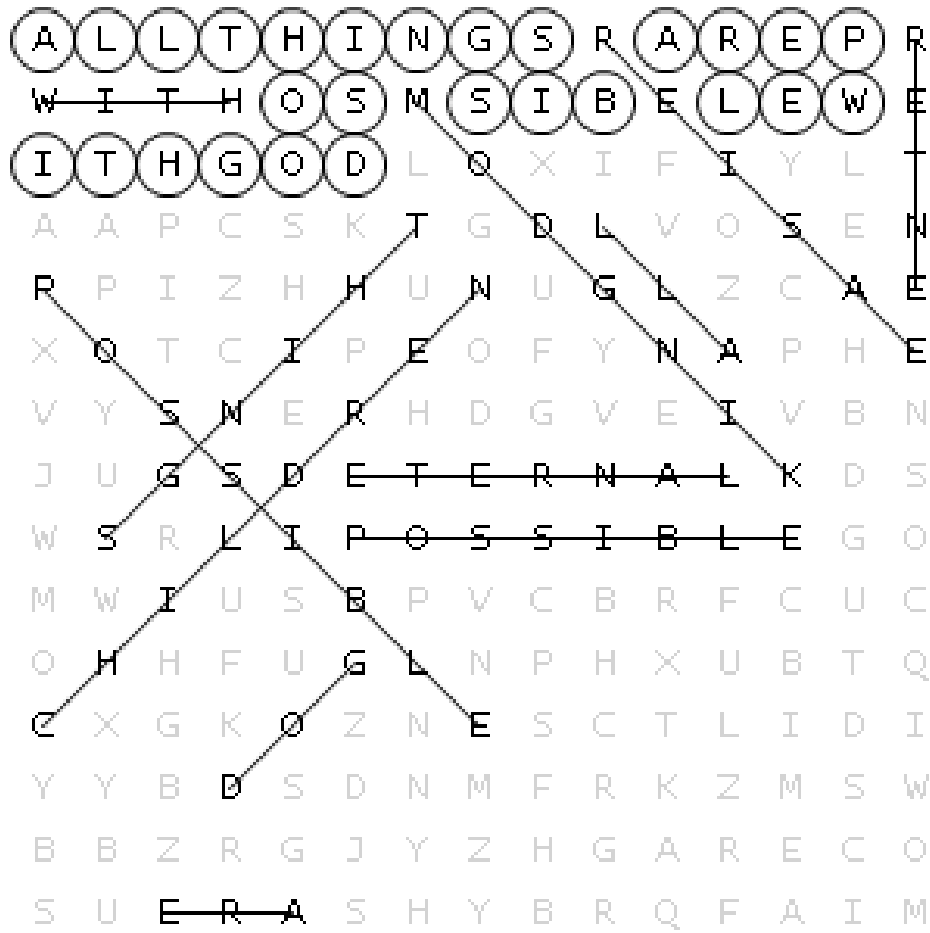 A L L T H I N G S R A R E P R
W I T H O S M S I B E L E W E
I T H G O D L O X I F I Y L T
A A P C S K T G D L V O S E N
R P I Z H H U N U G L Z C A E
X O T C I P E O F Y N A P H E
V Y S N E R H D G V E I V B N
J U G S D E T E R N A L K D S
W S R L I P O S S I B L E G O
M W I U S B P V C B R F C U C
O H H F U G L N P H X U B T Q
C X G K O Z N E S C T L I D I
Y Y B D S D N M F R K Z M S W
B B Z R G J Y Z H G A R E C O
S U E R A S H Y B R Q F A I M